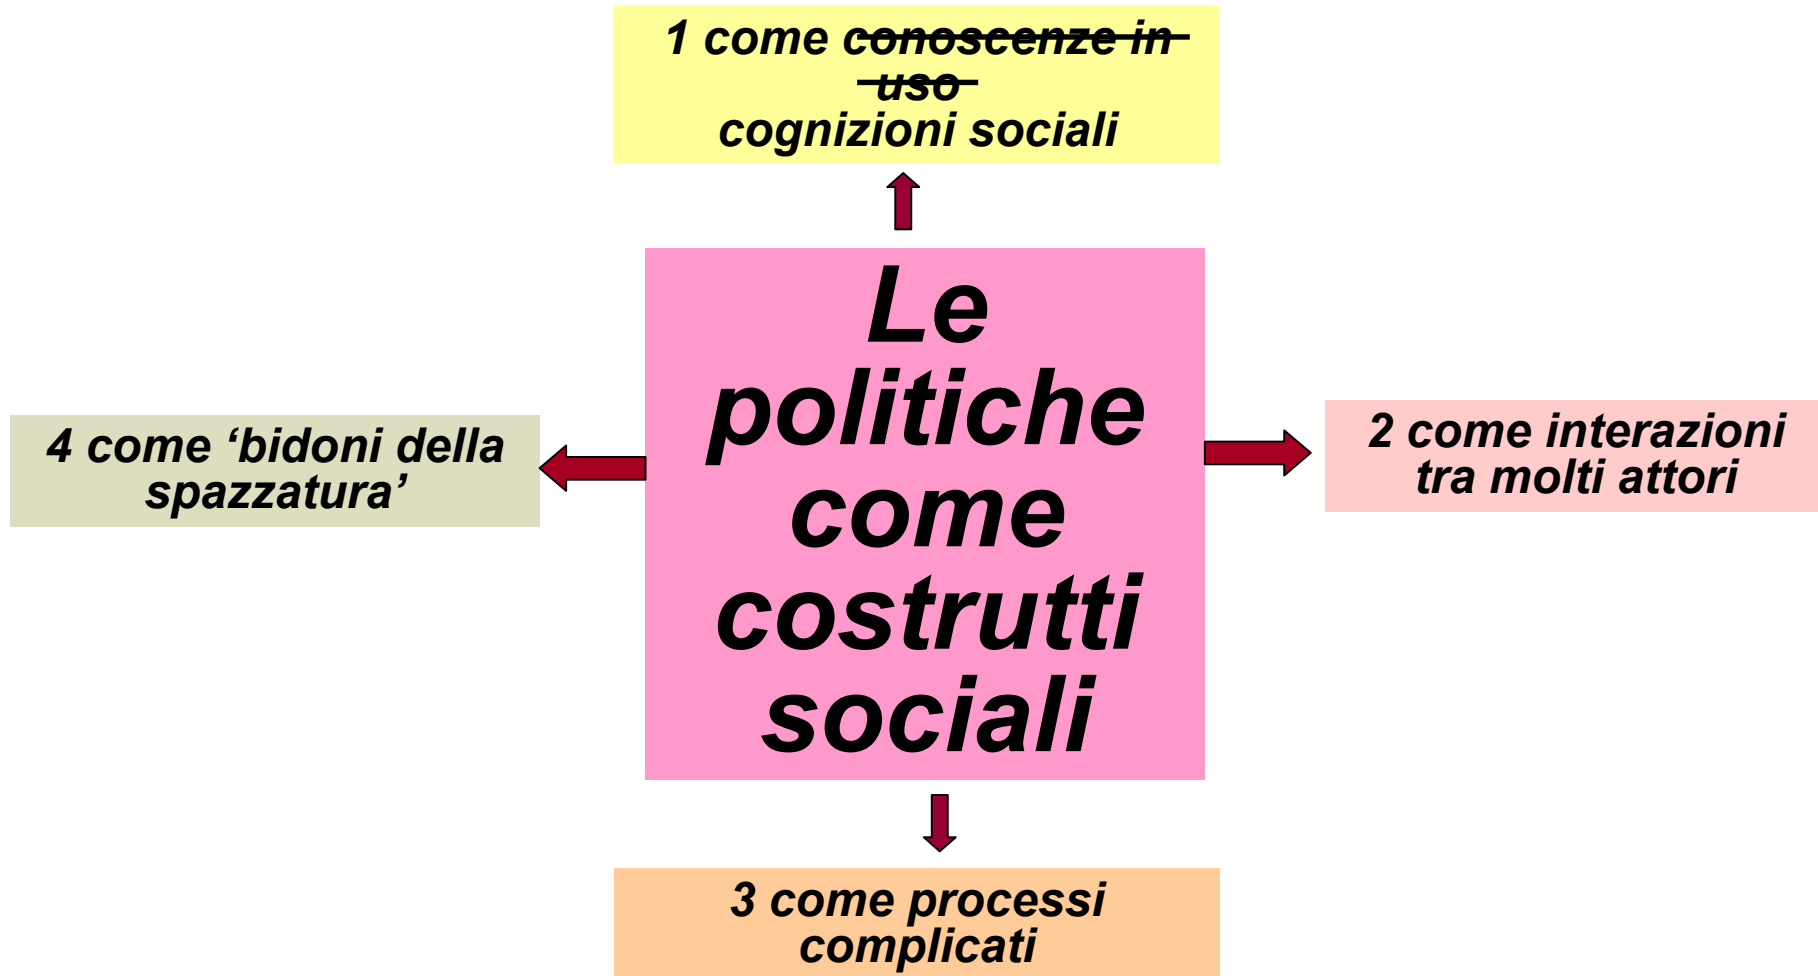 1 come conoscenze in
uso
cognizioni sociali
Le
politiche
come
costrutti
sociali
4 come ‘bidoni della
spazzatura’
2 come interazioni
tra molti attori
3 come processi
complicati